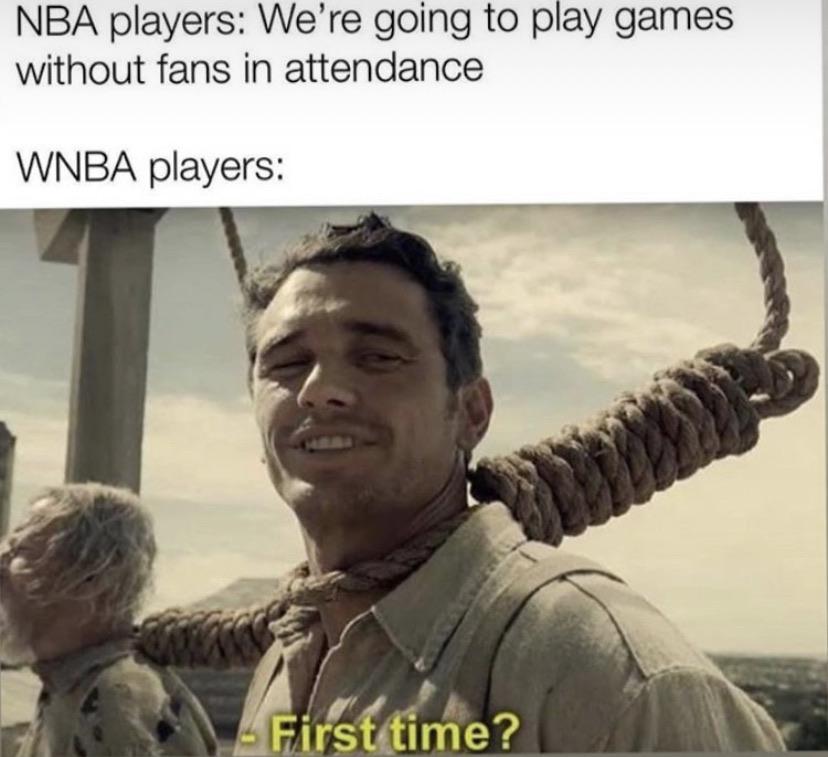 NBA players: We’re going to play games
without fans in attendance
WNBA players:
- First time?